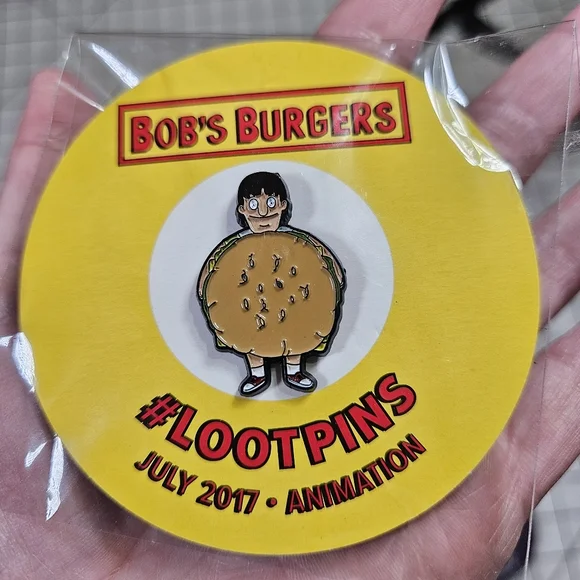 BOB'S BURGERS
#LOOTPINS
JULY 2017 • ANIMATION